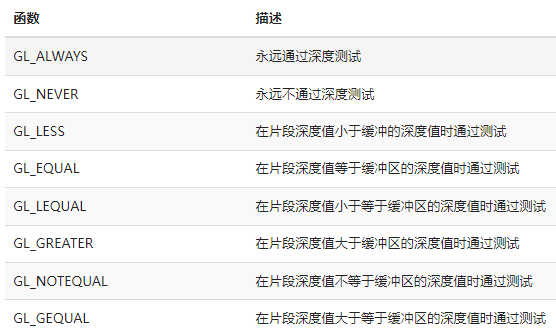 函数 描述
GL_ALWAYS 永远通过深度测试
GL_NEVER 永远不通过深度测试
GL_LESS 在片段深度值小于缓冲的深度值时通过测试
GL_EQUAL 在片段深度值等于缓冲区的深度值时通过测试
GL_LEQUAL 在片段深度值小于等于缓冲区的深度值时通过测试
GL_GREATER 在片段深度值大于缓冲区的深度值时通过测试
GL_NOTEQUAL 在片段深度值不等于缓冲区的深度值时通过测试
GL_GEQUAL 在片段深度值大于等于缓冲区的深度值时通过测试